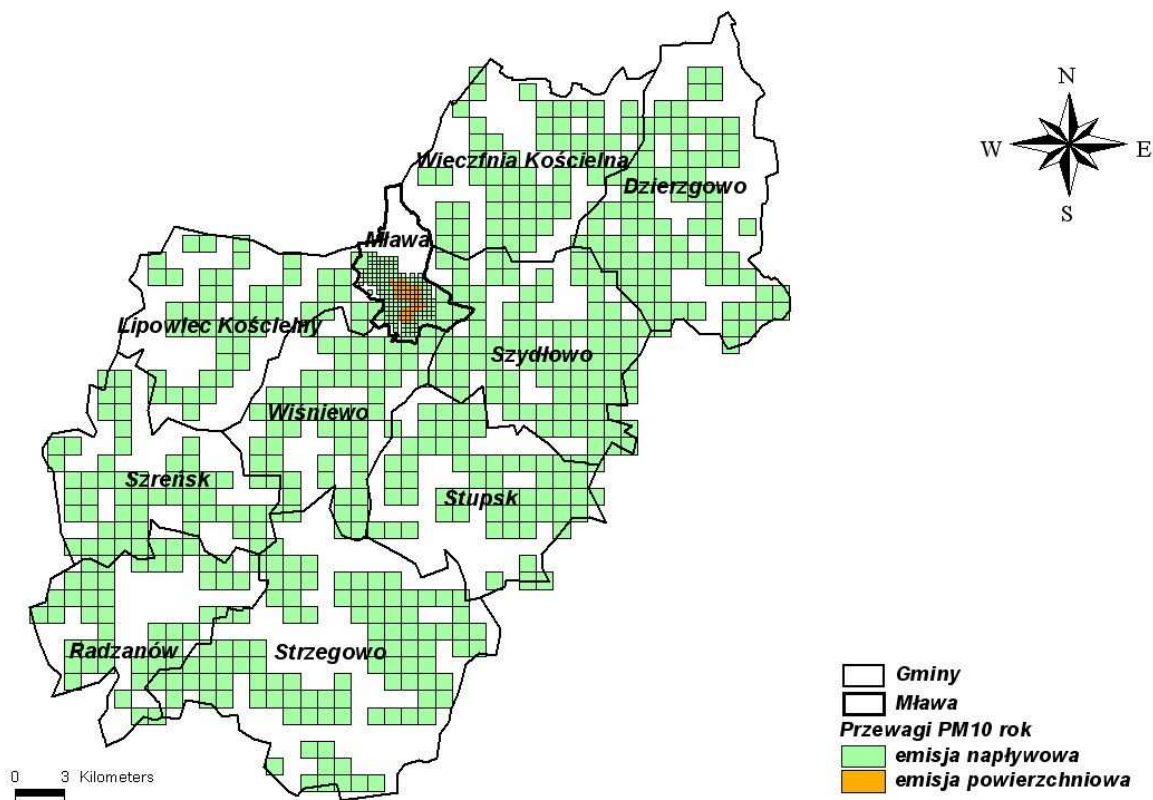 N
W E
S
Wieczfnia Kościelna
Dzierzgowo
Mława
Lipowiec Kościelny
Szydłowo
Wiśniewo
Szreńsk
Stupsk
Radzanów
Strzegowo
Gminy
Mława
Przewagi PM10 rok
emisja napływowa
emisja powierzchniowa
0 3 Kilometers